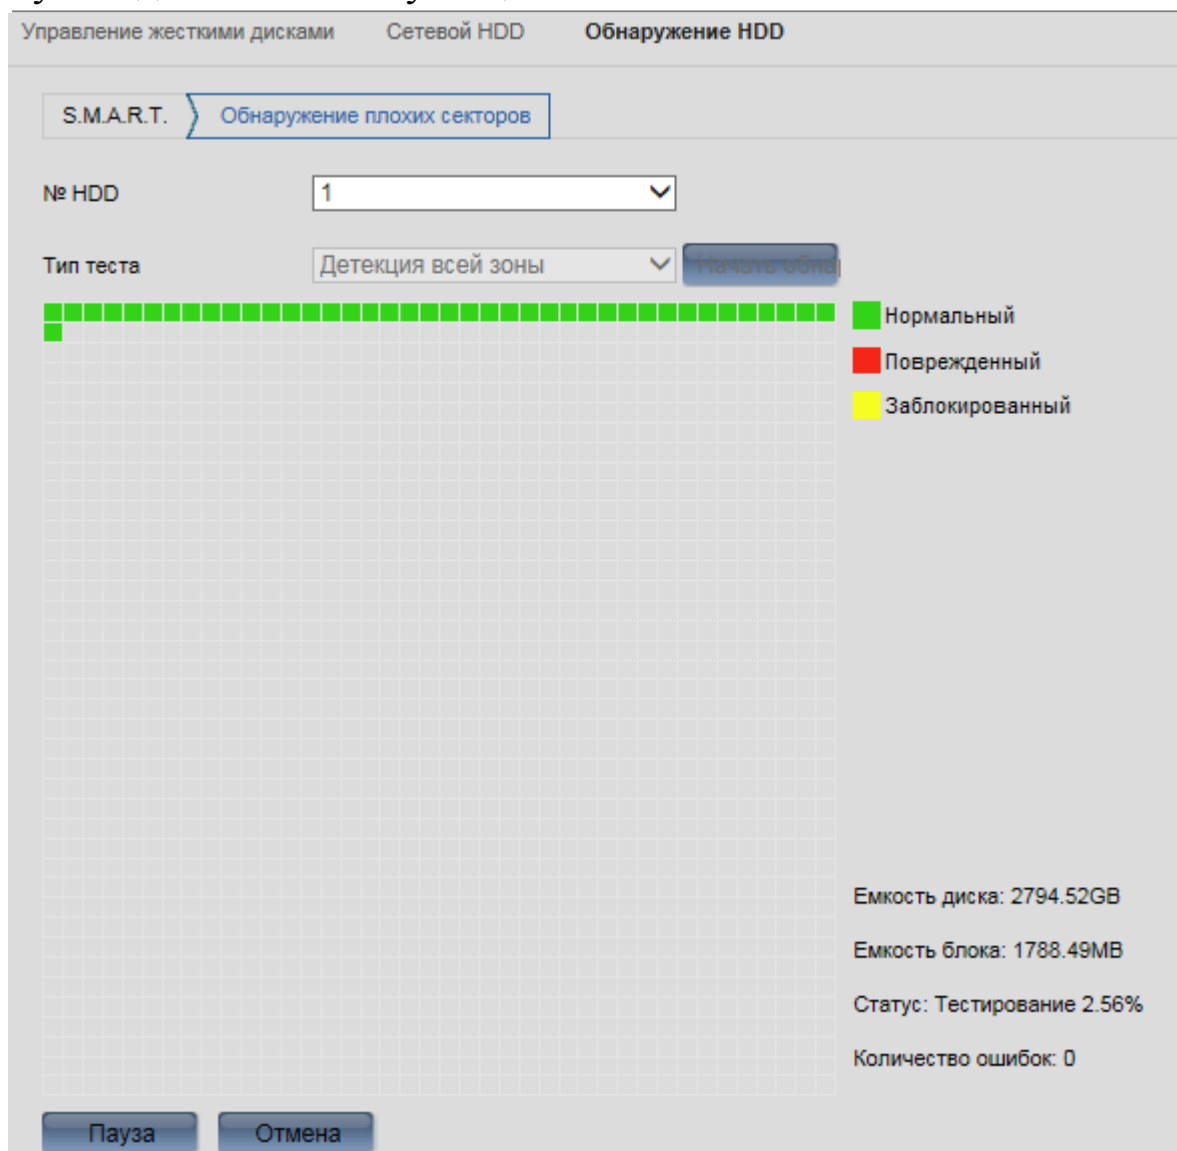 Управление жесткими дисками Сетевой HDD Обнаружение HDD
S.M.A.R.T. Обнаружение плохих секторов
№ HDD 1
Тип теста Детекция всей зоны Начать обнар
Нормальный
Поврежденный
Заблокированный
Емкость диска: 2794.52GB
Емкость блока: 1788.49MB
Статус: Тестирование 2.56%
Количество ошибок: 0
Пауза Отмена